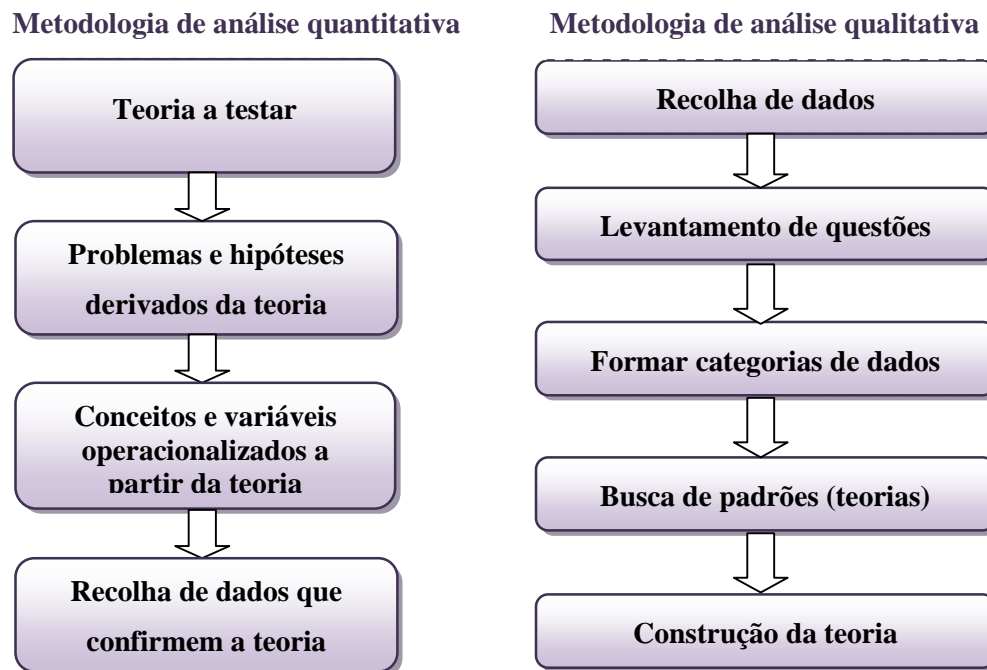 Metodologia de análise quantitativa
Teoria a testar
Problemas e hipóteses
derivados da teoria
Conceitos e variáveis
operacionalizados a
partir da teoria
Recolha de dados que
confirmem a teoria
Metodologia de análise qualitativa
Recolha de dados
Levantamento de questões
Formar categorias de dados
Busca de padrões (teorias)
Construção da teoria